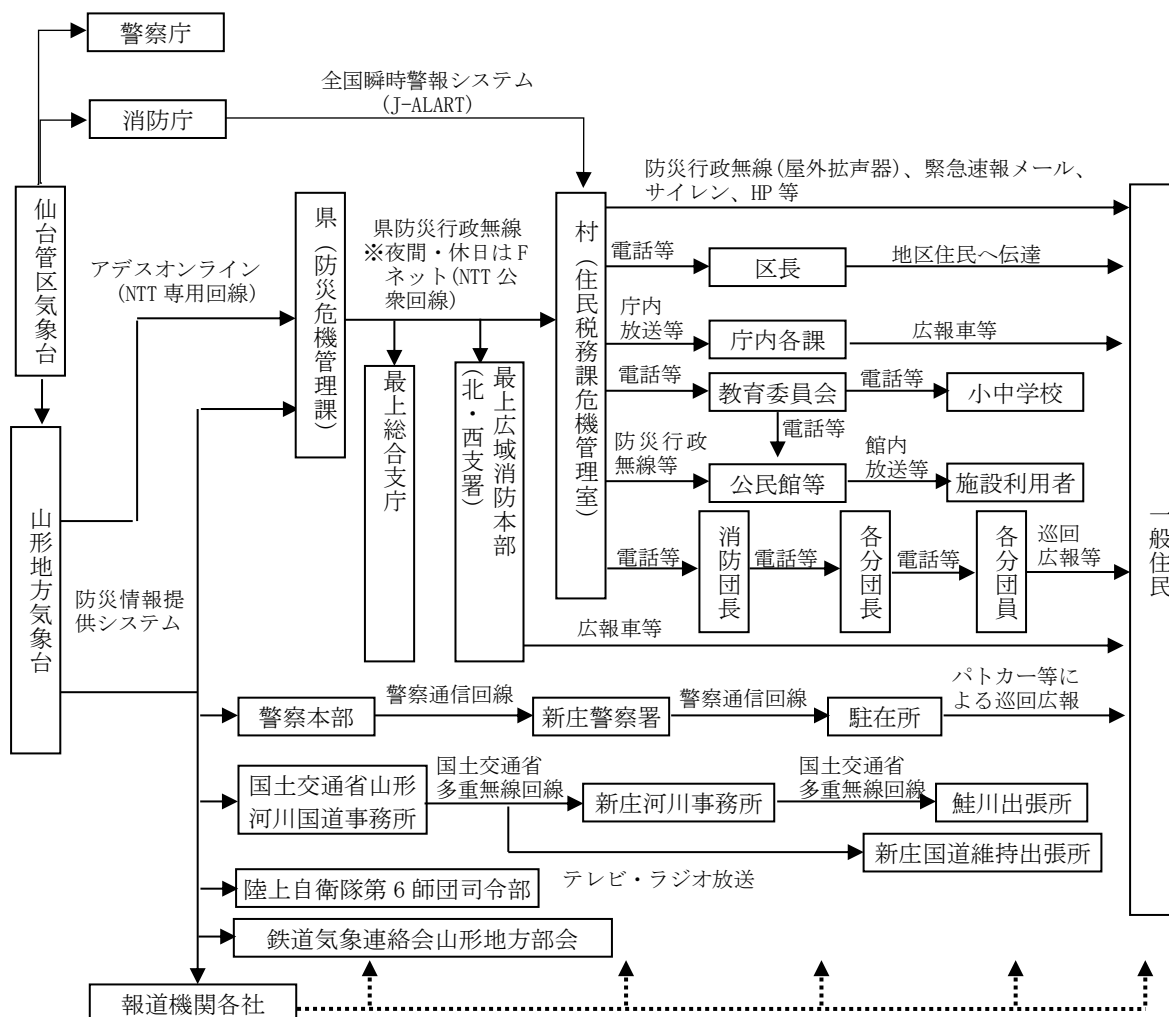 警察庁
全国瞬時警報システム
(J-ALART)
消防庁
仙台管区気象台
アデスオンライン
(NTT 専用回線)
県（防災危機管理課）
県防災行政無線
※夜間・休日は F
ネット(NTT 公
衆回線)
村（住民税務課危機管理室）
防災行政無線(屋外拡声器)、緊急速報メール、
サイレン、HP 等
電話等
区長
地区住民へ伝達
庁内
放送等
庁内各課
広報車等
電話等
教育委員会
電話等
小中学校
電話等
防災行政
無線等
公民館等
館内
放送等
施設利用者
電話等
消防団長
電話等
各分団長
電話等
各分団員
巡回
広報等
一般住民
最上総合支庁
最上広域消防本部
(北・西支署)
広報車等
山形地方気象台
防災情報提
供システム
警察本部
警察通信回線
新庄警察署
警察通信回線
駐在所
パトカー等に
よる巡回広報
国土交通省山形
河川国道事務所
国土交通省
多重無線回線
新庄河川事務所
国土交通省
多重無線回線
鮭川出張所
新庄国道維持出張所
陸上自衛隊第 6 師団司令部
テレビ・ラジオ放送
鉄道気象連絡会山形地方部会
報道機関各社